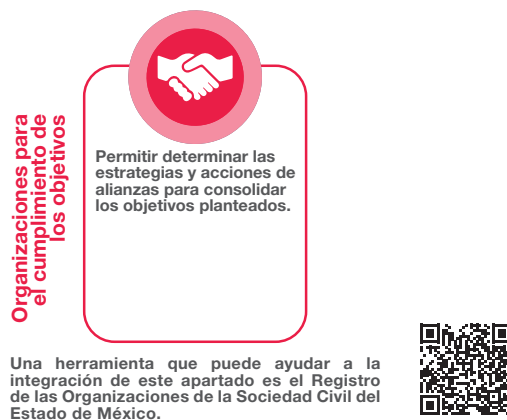 Organizaciones para
el cumplimiento de
los objetivos
Permitir determinar las
estrategias y acciones de
alianzas para consolidar
los objetivos planteados.
Una herramienta que puede ayudar a la
integración de este apartado es el Registro
de las Organizaciones de la Sociedad Civil del
Estado de México.